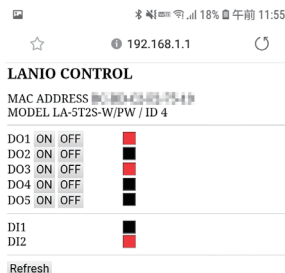 18% 午前 11:55
192.168.1.1
LANIO CONTROL
MAC ADDRESS
MODEL LA-5T2S-W/PW / ID 4
DO1 ON OFF
DO2 ON OFF
DO3 ON OFF
DO4 ON OFF
DO5 ON OFF
DI1
DI2
Refresh